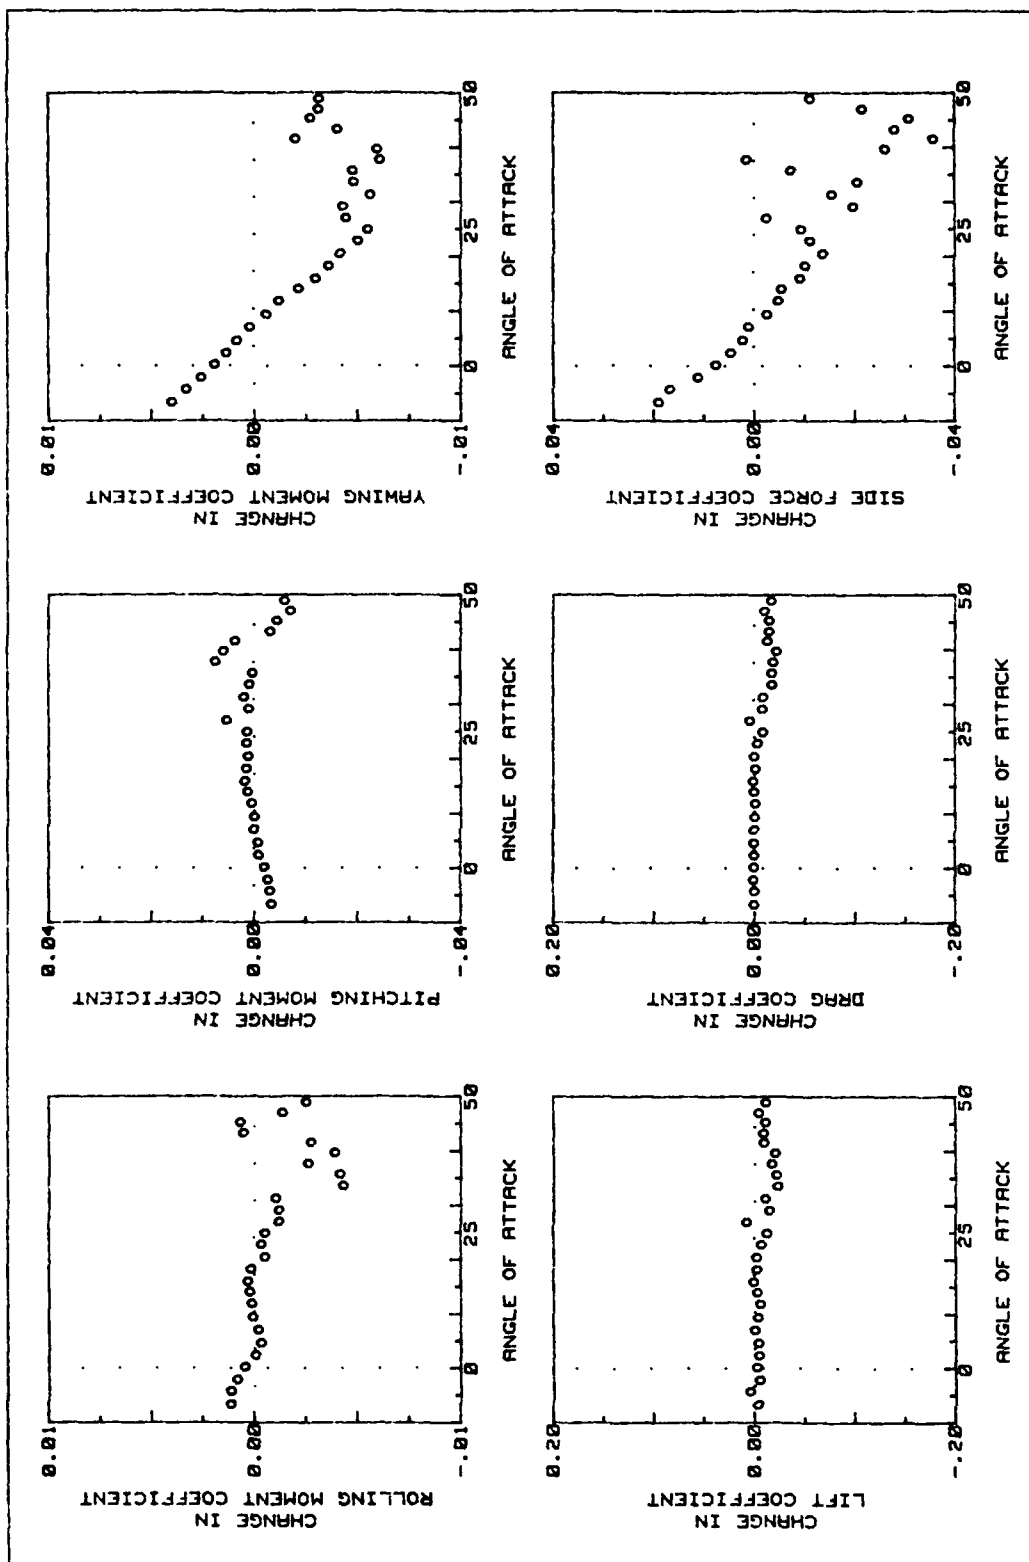 CHANGE IN
ROLLING MOMENT COEFFICIENT
0.01
0.00
-.01
0
25
50
ANGLE OF ATTACK
CHANGE IN
PITCHING MOMENT COEFFICIENT
0.04
0.00
-.04
0
25
50
ANGLE OF ATTACK
CHANGE IN
YAWING MOMENT COEFFICIENT
0.01
0.00
-.01
0
25
50
ANGLE OF ATTACK
CHANGE IN
LIFT COEFFICIENT
0.20
0.00
-.20
0
25
50
ANGLE OF ATTACK
CHANGE IN
DRAG COEFFICIENT
0.20
0.00
-.20
0
25
50
ANGLE OF ATTACK
CHANGE IN
SIDE FORCE COEFFICIENT
0.04
0.00
-.04
0
25
50
ANGLE OF ATTACK